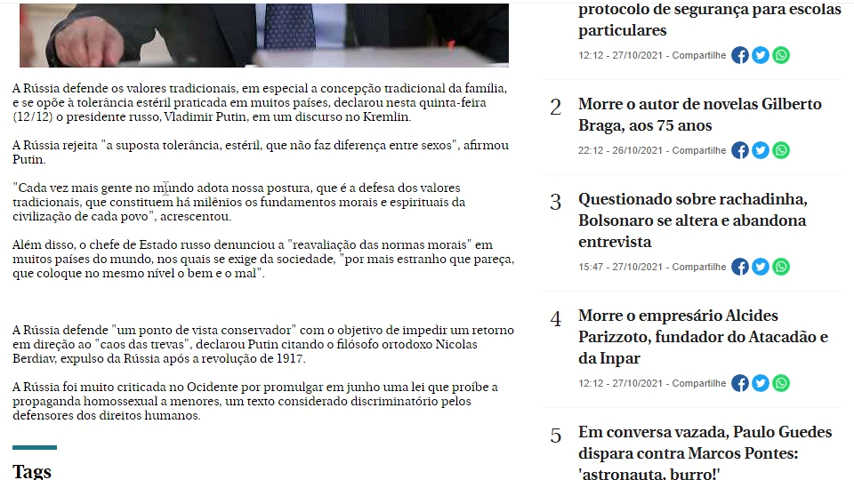 A Rússia defende os valores tradicionais, em especial a concepção tradicional da família,
e se opõe à tolerância estéril praticada em muitos países, declarou nesta quinta-feira
(12/12) o presidente russo, Vladimir Putin, em um discurso no Kremlin.
A Rússia rejeita "a suposta tolerância, estéril, que não faz diferença entre sexos", afirmou
Putin.
"Cada vez mais gente no mundo adota nossa postura, que é a defesa dos valores
tradicionais, que constituem há milênios os fundamentos morais e espirituais da
civilização de cada povo", acrescentou.
Além disso, o chefe de Estado russo denunciou a "reavaliação das normas morais" em
muitos países do mundo, nos quais se exige da sociedade, "por mais estranho que pareça,
que coloque no mesmo nível o bem e o mal".
A Rússia defende "um ponto de vista conservador" com o objetivo de impedir um retorno
em direção ao "caos das trevas", declarou Putin citando o filósofo ortodoxo Nicolas
Berdiav, expulso da Rússia após a revolução de 1917.
A Rússia foi muito criticada no Ocidente por promulgar em junho uma lei que proíbe a
propaganda homossexual a menores, um texto considerado discriminatório pelos
defensores dos direitos humanos.
Tags
protocolo de segurança para escolas
particulares
12:12 - 27/10/2021 - Compartilhe
2 Morre o autor de novelas Gilberto
Braga, aos 75 anos
22:12 - 26/10/2021 - Compartilhe
3 Questionado sobre rachadinha,
Bolsonaro se altera e abandona
entrevista
15:47 - 27/10/2021 - Compartilhe
4 Morre o empresário Alcides
Parizzoto, fundador do Atacadão e
da Inpar
12:12 - 27/10/2021 - Compartilhe
5 Em conversa vazada, Paulo Guedes
dispara contra Marcos Pontes:
'astronauta, burro!'